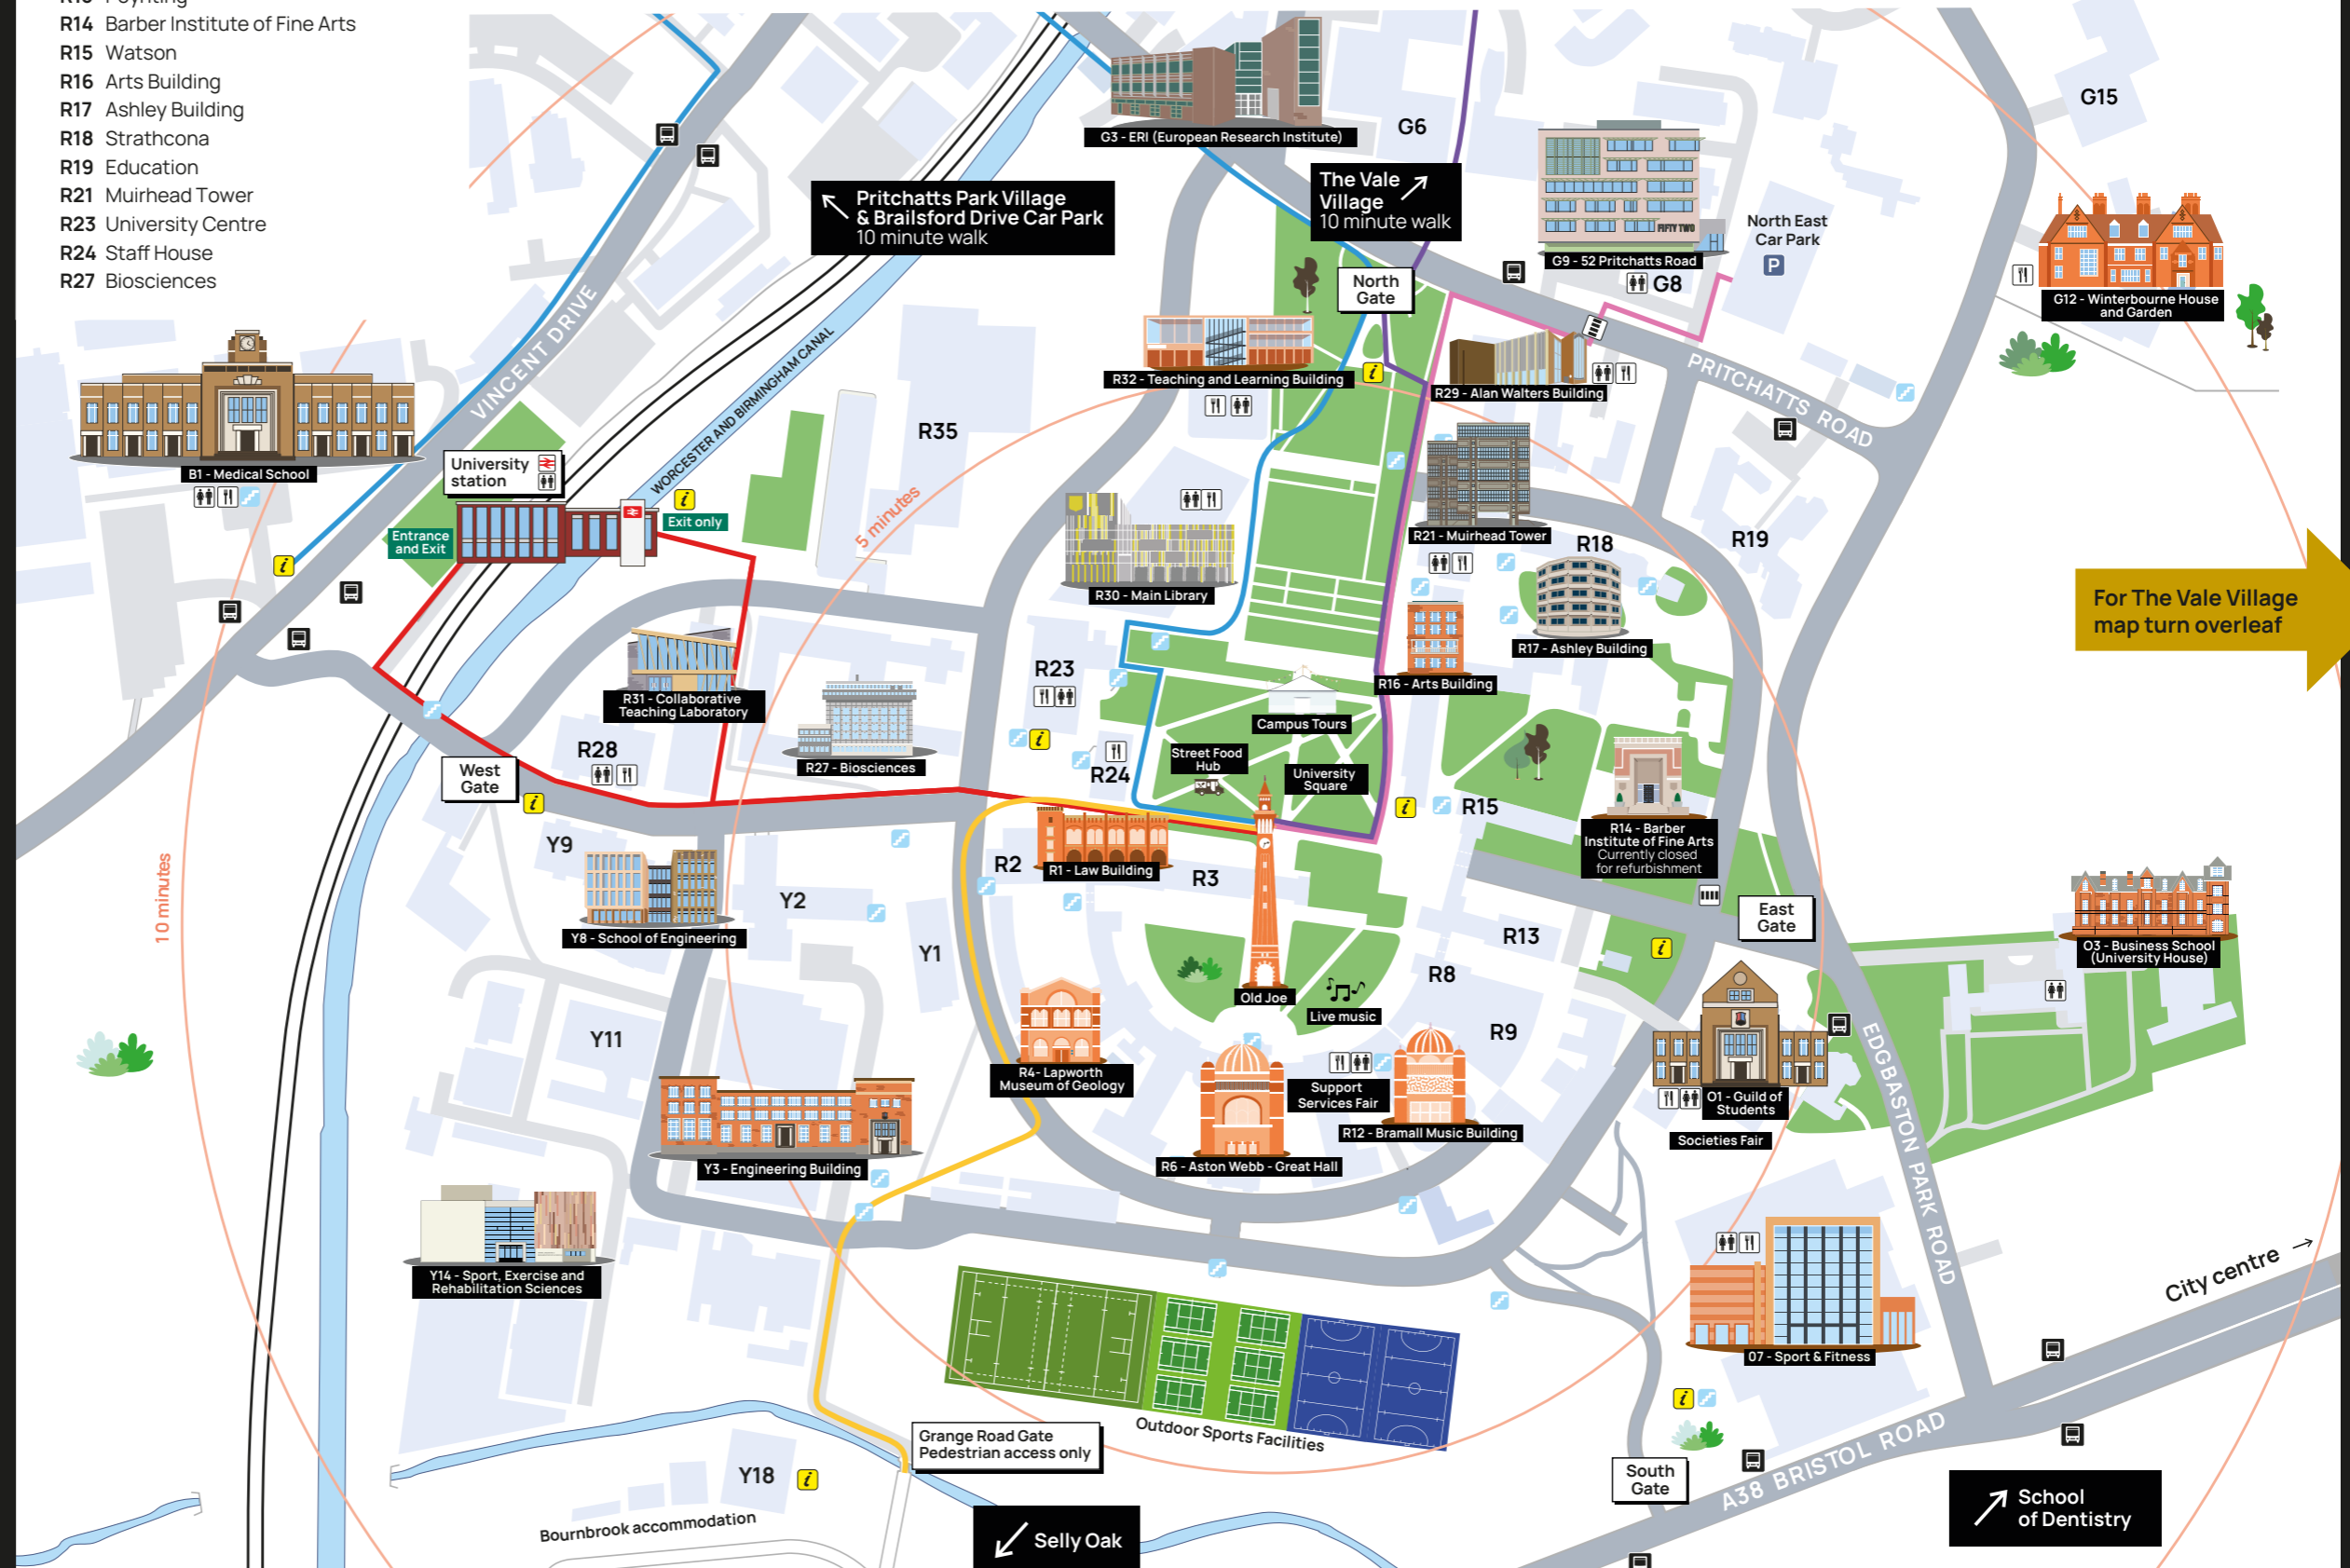 R14 Barber Institute of Fine Arts
R15 Watson
R16 Arts Building
R17 Ashley Building
R18 Strathcona
R19 Education
R21 Muirhead Tower
R23 University Centre
R24 Staff House
R27 Biosciences
G3 - ERI (European Research Institute)
G6
G15
The Vale
Village
10 minute walk
Pritchatts Park Village
& Brailsford Drive Car Park
10 minute walk
FIFTY TWO
North East
Car Park
P
G9 - 52 Pritchatts Road
G8
G12 - Winterbourne House
and Garden
North
Gate
VINCENT DRIVE
WORCESTER AND BIRMINGHAM CANAL
R32 - Teaching and Learning Building
i
R29 - Alan Walters Building
PRITCHATTS ROAD
R35
B1 - Medical School
University
station
i
Exit only
Entrance
and Exit
i
5 minutes
R21 - Muirhead Tower
R18
R19
R30 - Main Library
For The Vale Village
map turn overleaf
R17 - Ashley Building
R23
R16 - Arts Building
R31 - Collaborative
Teaching Laboratory
Campus Tours
i
R28
R27 - Biosciences
R24
Street Food
Hub
University
Square
West
Gate
i
i
R15
R14 - Barber
Institute of Fine Arts
Currently closed
for refurbishment
Y9
R2
R1 - Law Building
R3
10 minutes
Y2
Y8 - School of Engineering
Y1
R13
East
Gate
i
O3 - Business School
(University House)
R8
Old Joe
Live music
R9
Y11
R4- Lapworth
Museum of Geology
Support
Services Fair
O1 - Guild of
Students
R12 - Bramall Music Building
Societies Fair
EDGBASTON PARK ROAD
Y3 - Engineering Building
R6 - Aston Webb - Great Hall
Y14 - Sport, Exercise and
Rehabilitation Sciences
City centre
07 - Sport & Fitness
i
Outdoor Sports Facilities
Grange Road Gate
Pedestrian access only
A38 BRISTOL ROAD
Y18
i
South
Gate
School
of Dentistry
Bournbrook accommodation
Selly Oak